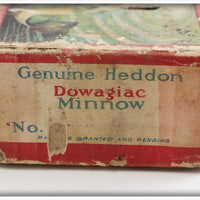 Genuine Heddon
Dowagiac
Minnow
No.
PATENTS GRANTED AND PENDING